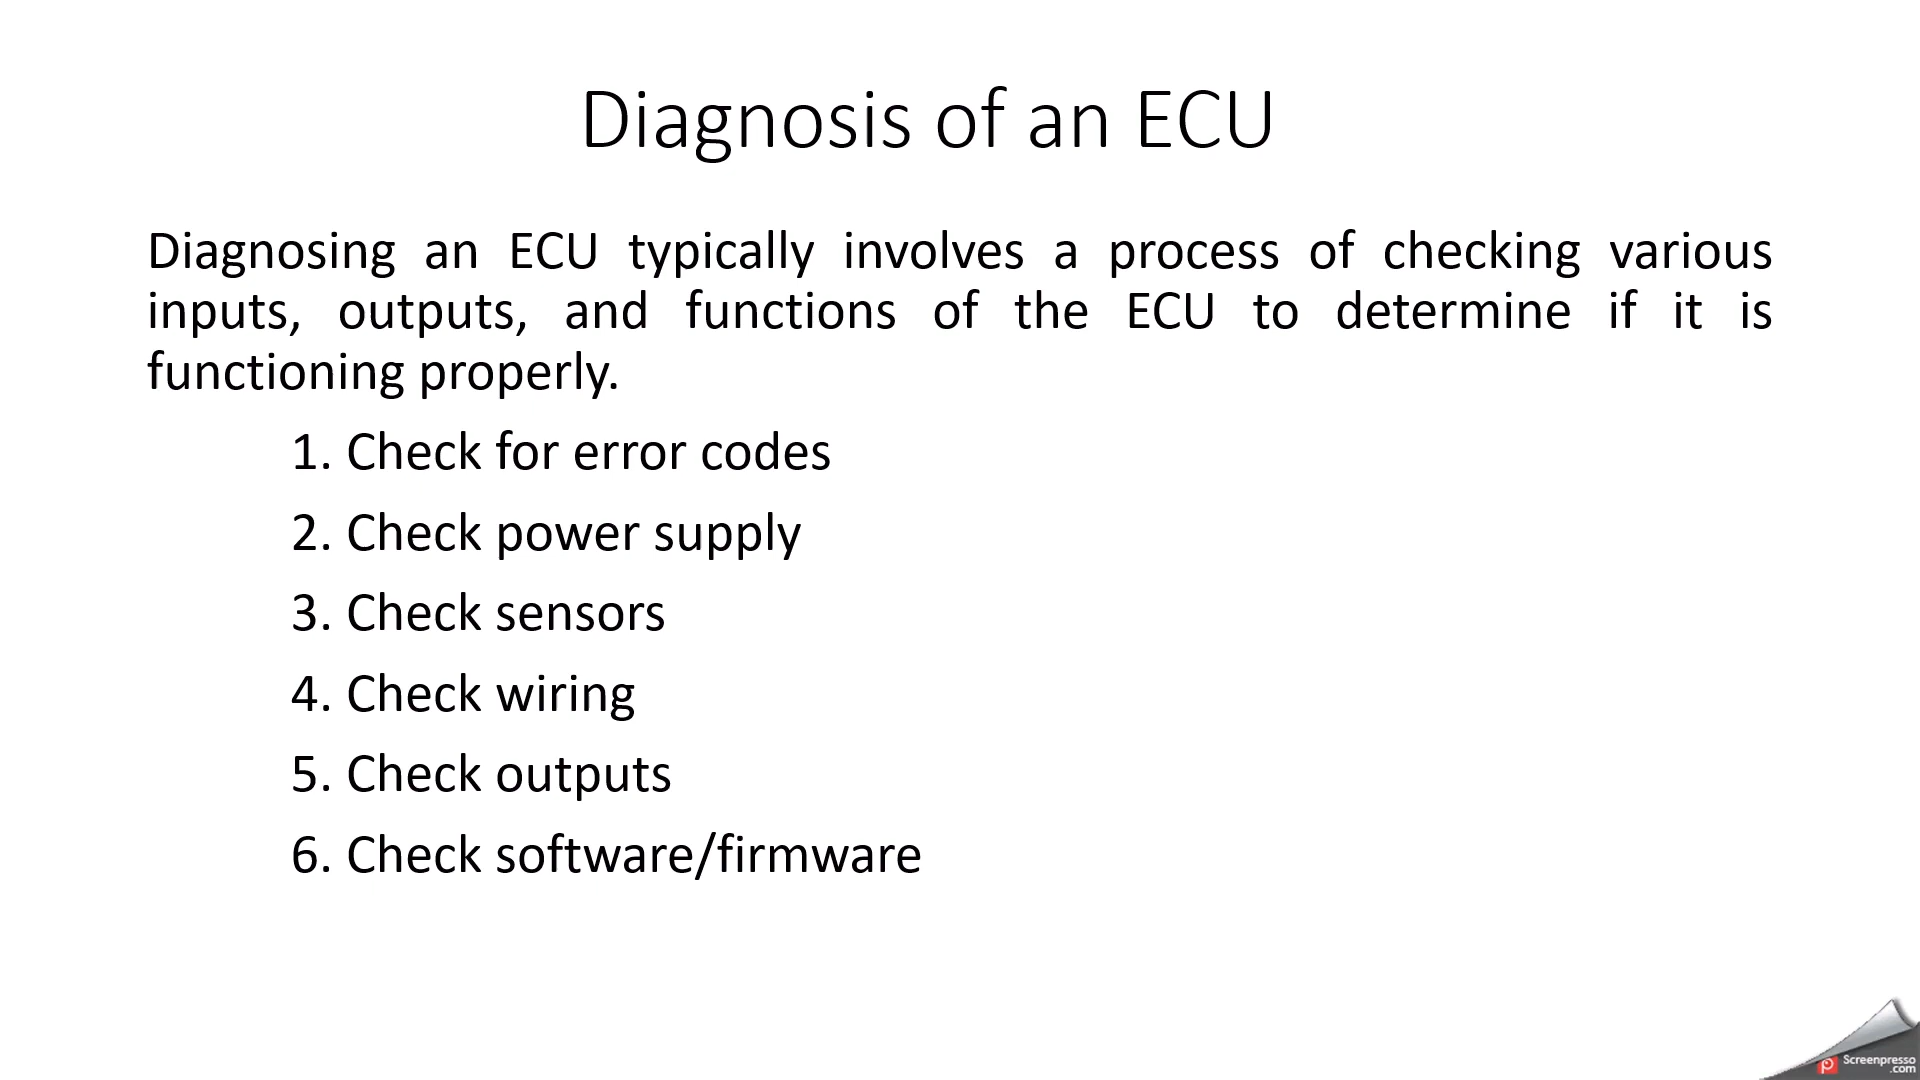 Diagnosis of an ECU
Diagnosing an ECU typically involves a process of checking various
inputs, outputs, and functions of the ECU to determine if it is
functioning properly.
1. Check for error codes
2. Check power supply
3. Check sensors
4. Check wiring
5. Check outputs
6. Check software/firmware
Screenpresso
.com